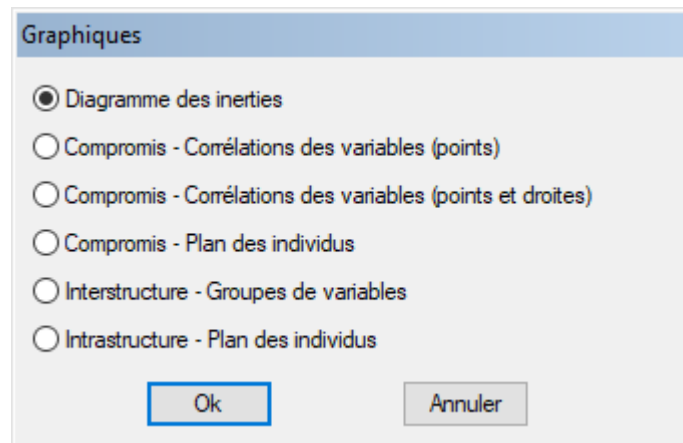 Graphiques
Diagramme des inerties
Compromis - Corrélations des variables (points)
Compromis - Corrélations des variables (points et droites)
Compromis - Plan des individus
Interstructure - Groupes de variables
Intrastructure - Plan des individus
Ok Annuler